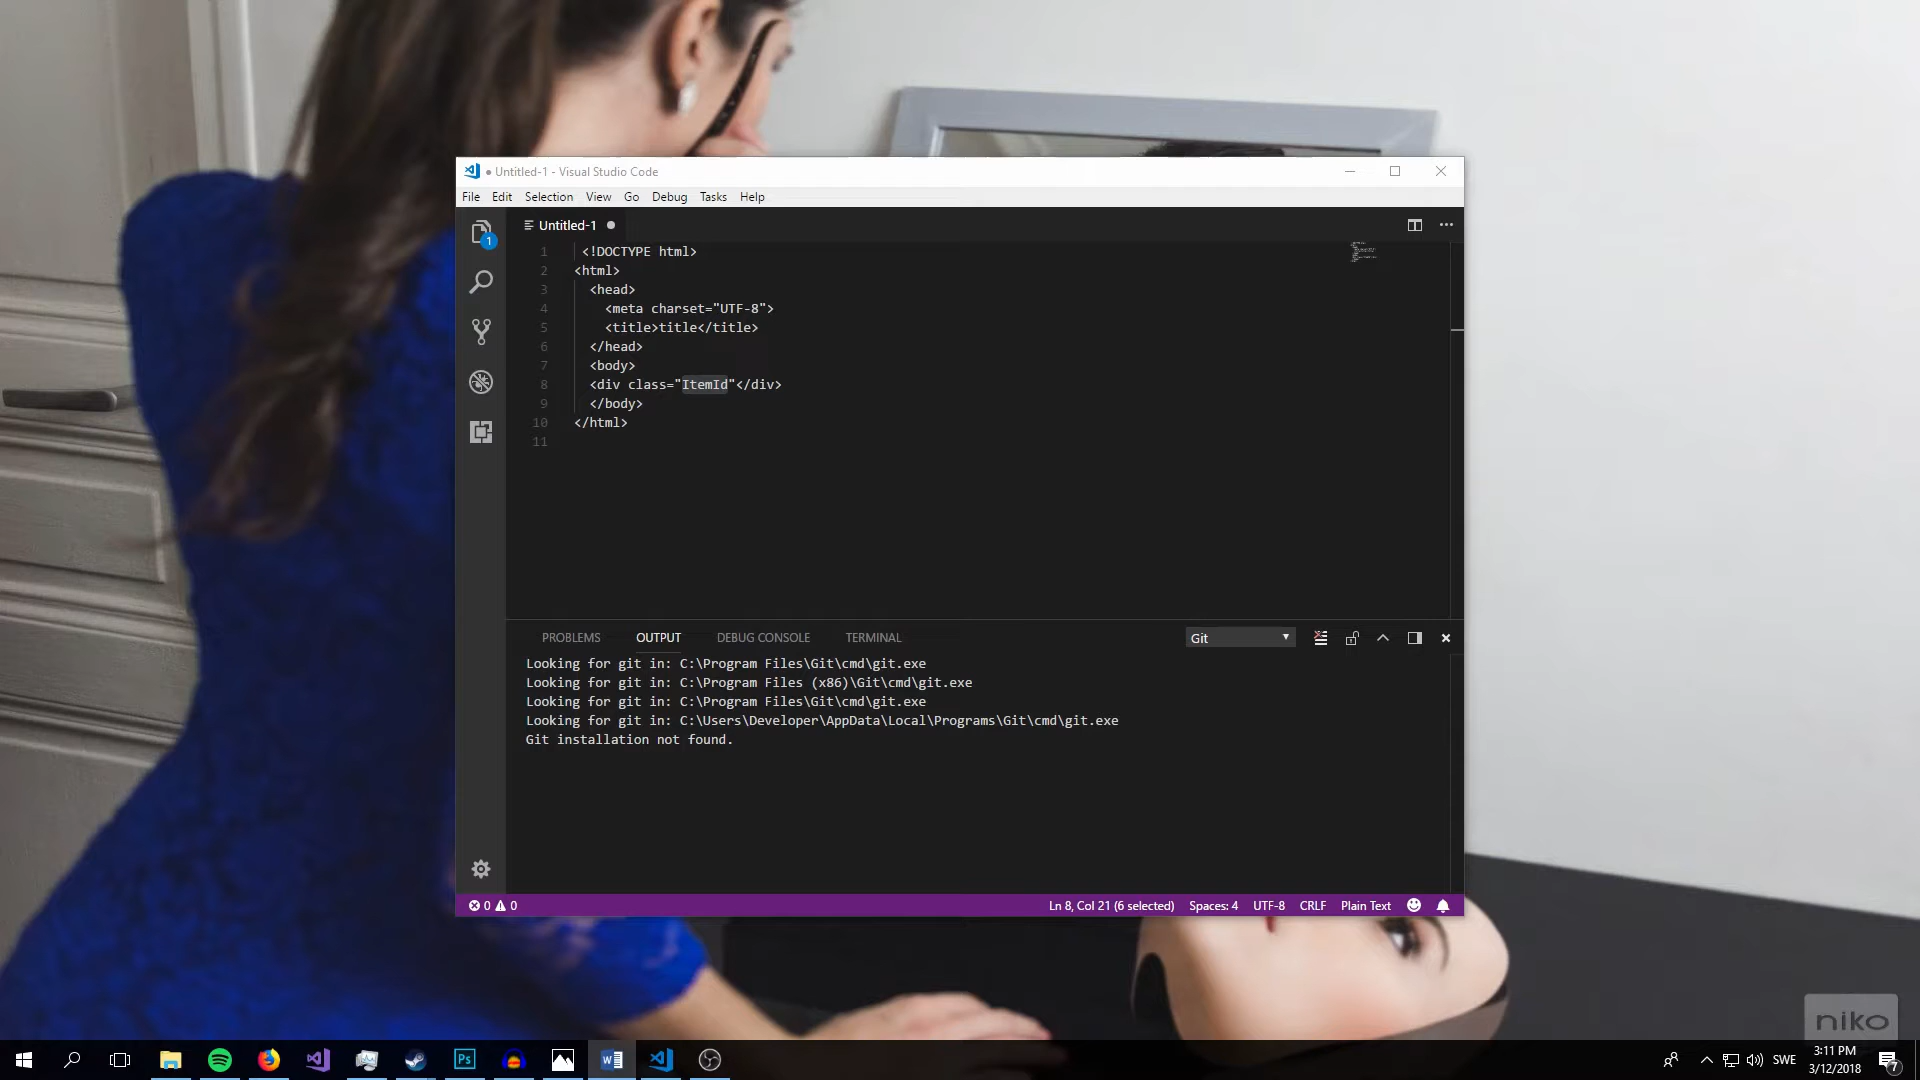 ● Untitled-1 - Visual Studio Code
File Edit Selection View Go Debug Tasks Help
1
Untitled-1
1 <!DOCTYPE html>
2 <html>
3 <head>
4 <meta charset="UTF-8">
5 <title>title</title>
6 </head>
7 <body>
8 <div class="ItemId"</div>
9 </body>
10 </html>
11
PROBLEMS OUTPUT DEBUG CONSOLE TERMINAL Git
Looking for git in: C:\Program Files\Git\cmd\git.exe
Looking for git in: C:\Program Files (x86)\Git\cmd\git.exe
Looking for git in: C:\Program Files\Git\cmd\git.exe
Looking for git in: C:\Users\Developer\AppData\Local\Programs\Git\cmd\git.exe
Git installation not found.
0 0 Ln 8, Col 21 (6 selected) Spaces: 4 UTF-8 CRLF Plain Text
niko
Ps SWE 3:11 PM
3/12/2018 7